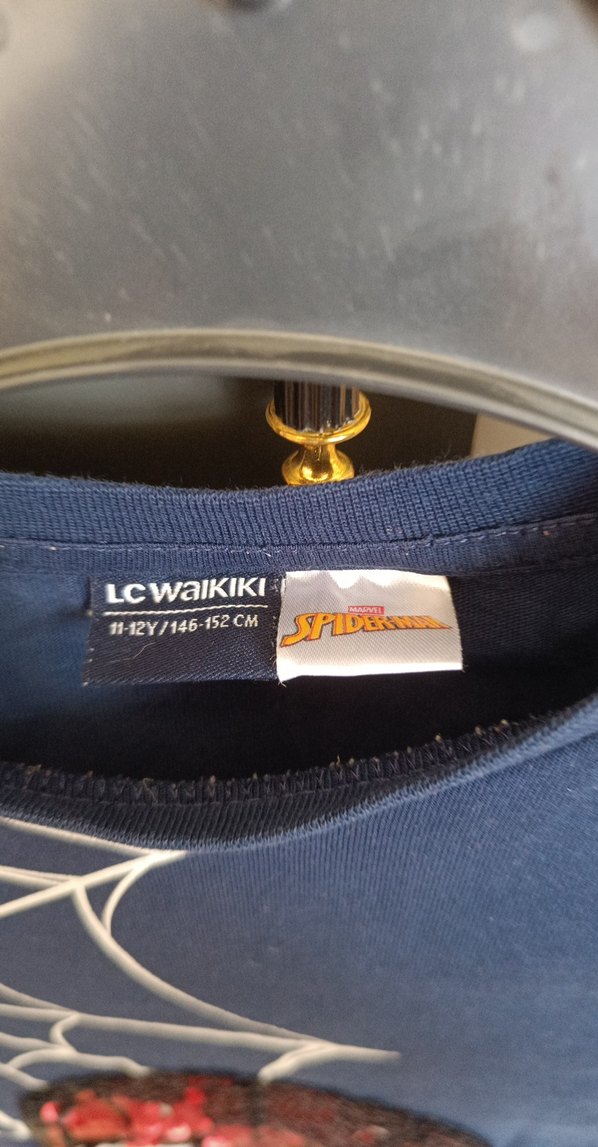 LC WAIKIKI
11-12Y/146-152 CM
MARVEL
SPIDER-MAN